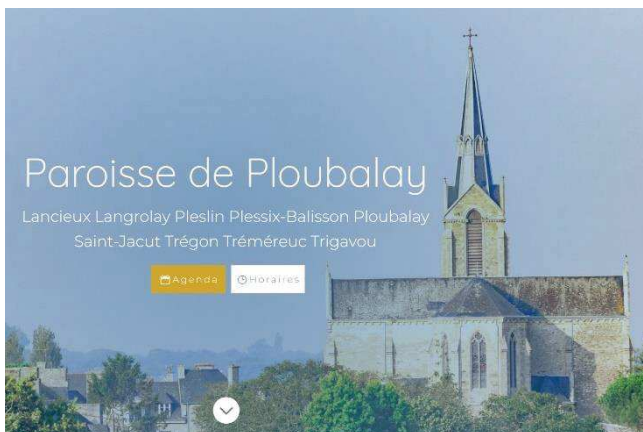 Paroisse de Ploubalay
Lancieux Langrolay Pleslin Plessix-Balisson Ploubalay
Saint-Jacut Trégon Tréméreuc Trigavou
Agenda Horaires